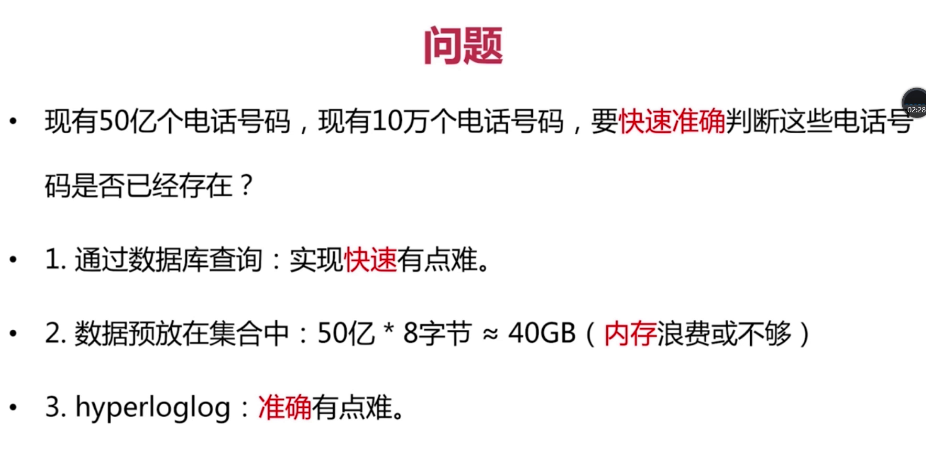 问题
• 现有50亿个电话号码，现有10万个电话号码，要快速准确判断这些电话号
码是否已经存在？
• 1. 通过数据库查询：实现快速有点难。
• 2. 数据预放在集合中：50亿 * 8字节 ≈ 40GB（内存浪费或不够）
• 3. hyperloglog：准确有点难。
02:28